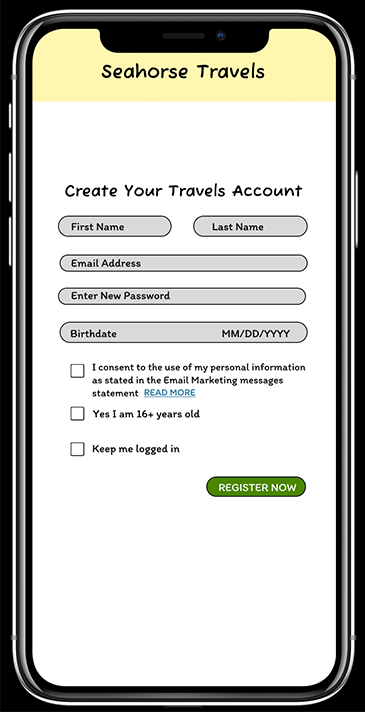 Seahorse Travels
Create Your Travels Account
First Name Last Name
Email Address
Enter New Password
Birthdate MM/DD/YYYY
I consent to the use of my personal information
as stated in the Email Marketing messages
statement READ MORE
Yes I am 16+ years old
Keep me logged in
REGISTER NOW